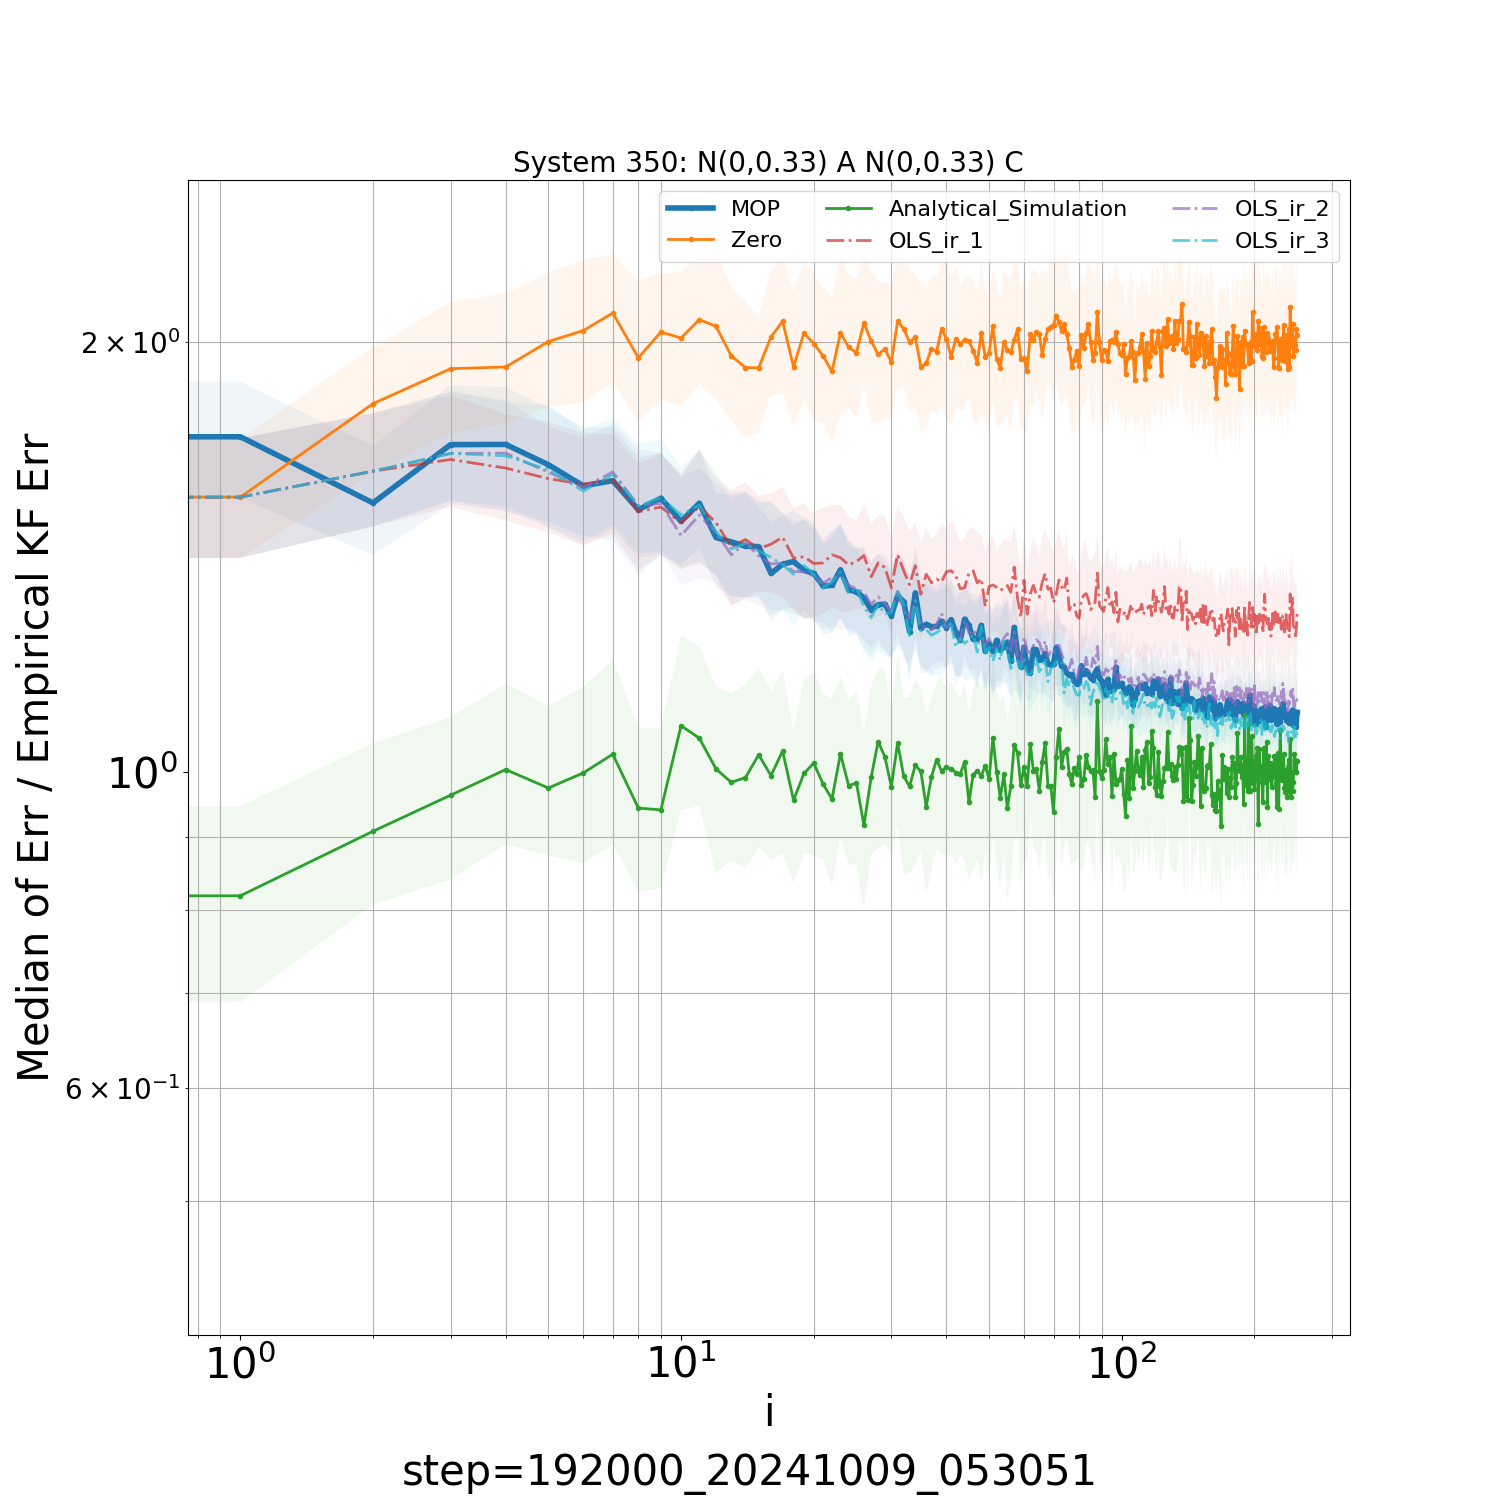 System 350: N(0,0.33) A N(0,0.33) C
MOP
Zero
Analytical_Simulation
OLS_ir_1
OLS_ir_2
OLS_ir_3
Median of Err / Empirical KF Err
2 × 10⁰
10⁰
6 × 10⁻¹
10⁰ 10¹ 10²
i
step=192000_20241009_053051